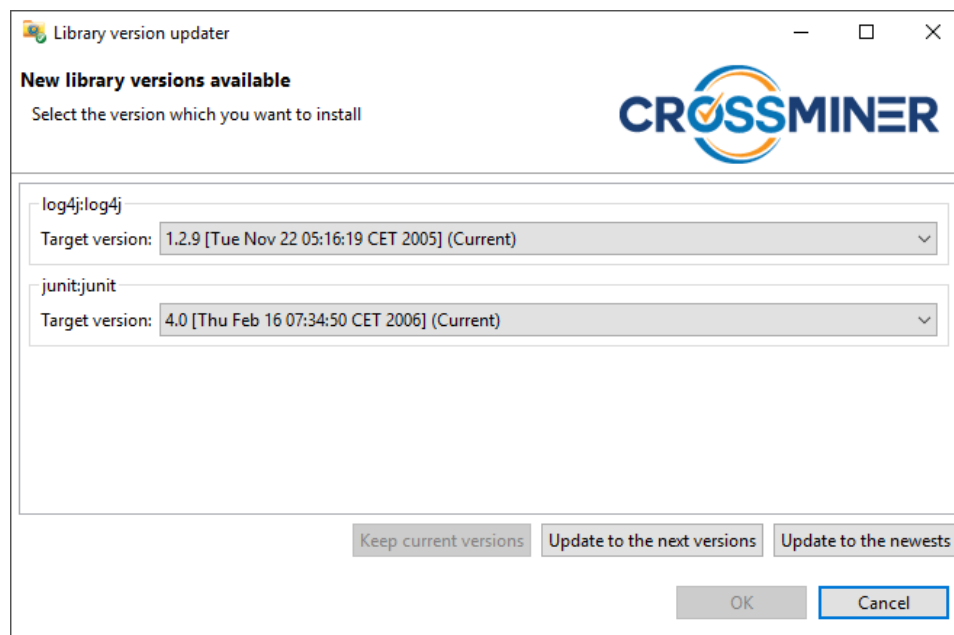 Library version updater
New library versions available
Select the version which you want to install
CROSSMINER
log4j:log4j
Target version: 1.2.9 [Tue Nov 22 05:16:19 CET 2005] (Current)
junit:junit
Target version: 4.0 [Thu Feb 16 07:34:50 CET 2006] (Current)
Keep current versions Update to the next versions Update to the newests
OK Cancel